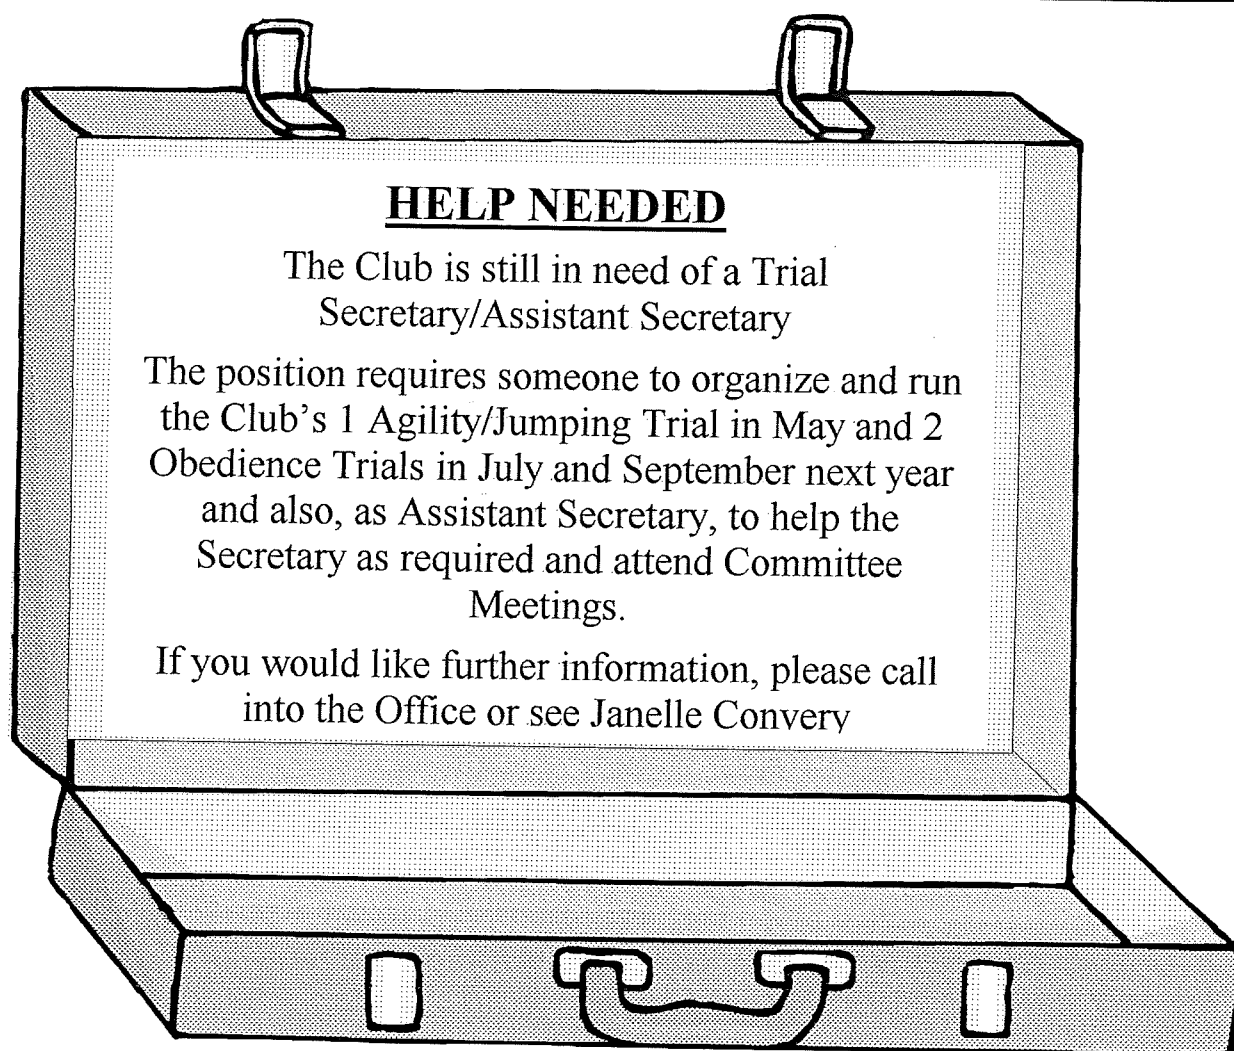 HELP NEEDED
The Club is still in need of a Trial
Secretary/Assistant Secretary
The position requires someone to organize and run
the Club's 1 Agility/Jumping Trial in May and 2
Obedience Trials in July and September next year
and also, as Assistant Secretary, to help the
Secretary as required and attend Committee
Meetings.
If you would like further information, please call
into the Office or see Janelle Convery